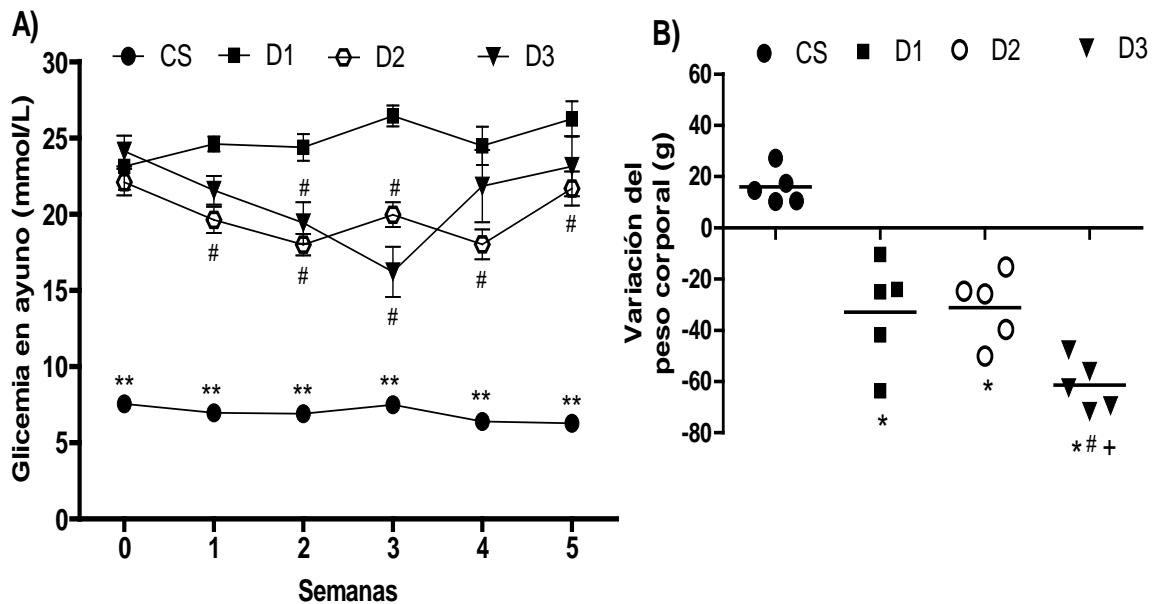 A)
CS D1 D2 D3
Glicemia en ayuno (mmol/L)
30
25
20
15
10
5
0
# #
# # #
#
** ** ** ** ** **
0 1 2 3 4 5
Semanas
B)
CS D1 D2 D3
Variación del
peso corporal (g)
60
40
20
0
-20
-40
-60
-80
*
*
* # +